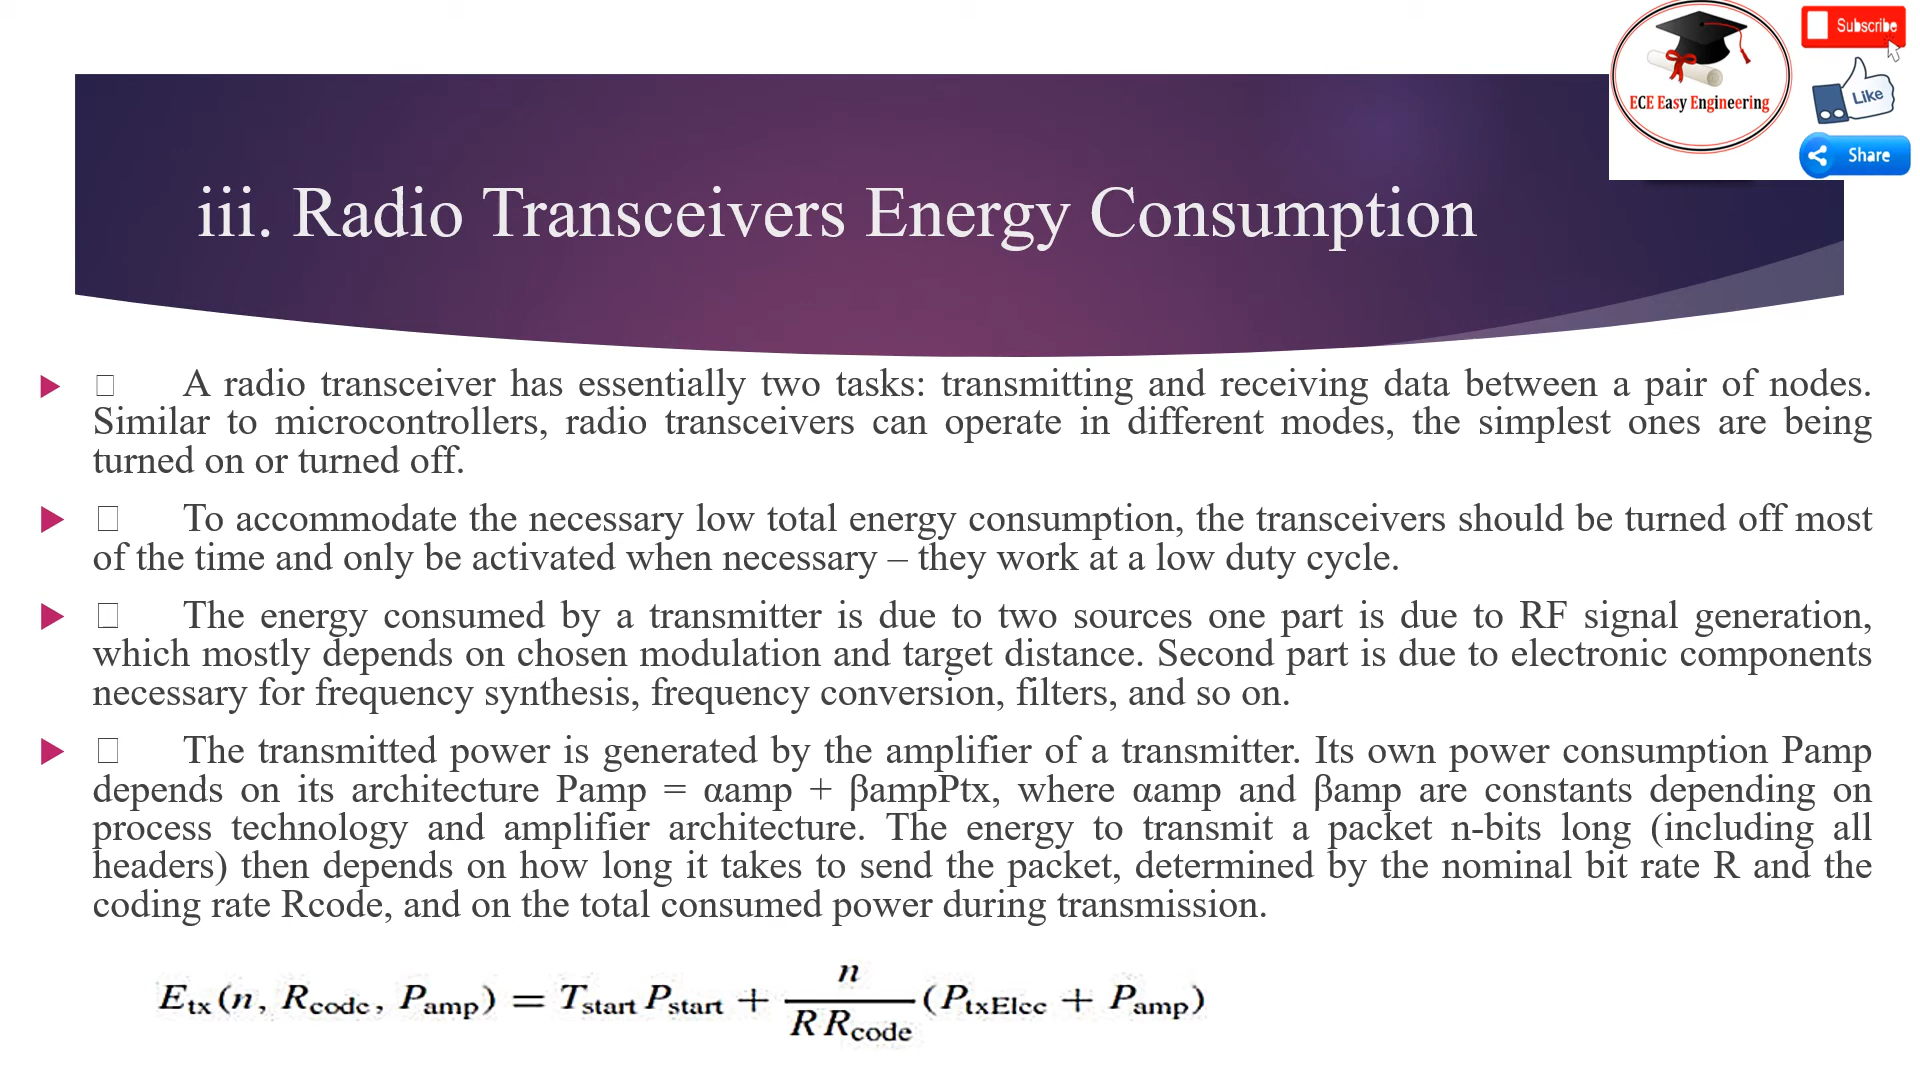 Subscribe
ECE Easy Engineering
Like
Share
iii. Radio Transceivers Energy Consumption
A radio transceiver has essentially two tasks: transmitting and receiving data between a pair of nodes.
Similar to microcontrollers, radio transceivers can operate in different modes, the simplest ones are being
turned on or turned off.
To accommodate the necessary low total energy consumption, the transceivers should be turned off most
of the time and only be activated when necessary – they work at a low duty cycle.
The energy consumed by a transmitter is due to two sources one part is due to RF signal generation,
which mostly depends on chosen modulation and target distance. Second part is due to electronic components
necessary for frequency synthesis, frequency conversion, filters, and so on.
The transmitted power is generated by the amplifier of a transmitter. Its own power consumption Pamp
depends on its architecture Pamp = αamp + βampPtx, where αamp and βamp are constants depending on
process technology and amplifier architecture. The energy to transmit a packet n-bits long (including all
headers) then depends on how long it takes to send the packet, determined by the nominal bit rate R and the
coding rate Rcode, and on the total consumed power during transmission.
E_tx(n, R_code, P_amp) = T_start P_start + n / (R R_code) (P_txElec + P_amp)